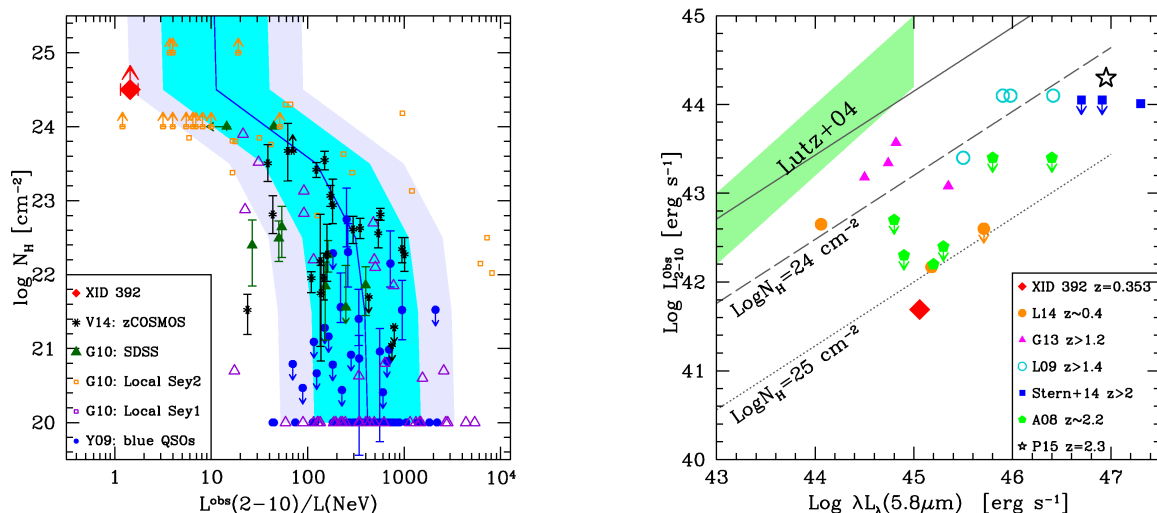 25
24
23
22
21
20
log N_H [cm⁻²]
XID 392
V14: zCOSMOS
G10: SDSS
G10: Local Sey2
G10: Local Sey1
Y09: blue QSOs
1 10 100 1000 10⁴
L^obs(2−10)/L(NeV)
45
44
43
42
41
40
Log L^obs_2−10 [erg s⁻¹]
Lutz+04
LogN_H=24 cm⁻²
LogN_H=25 cm⁻²
XID 392 z=0.353
L14 z~0.4
G13 z>1.2
L09 z>1.4
Stern+14 z>2
A08 z~2.2
P15 z=2.3
43 44 45 46 47
Log λL_λ(5.8μm) [erg s⁻¹]